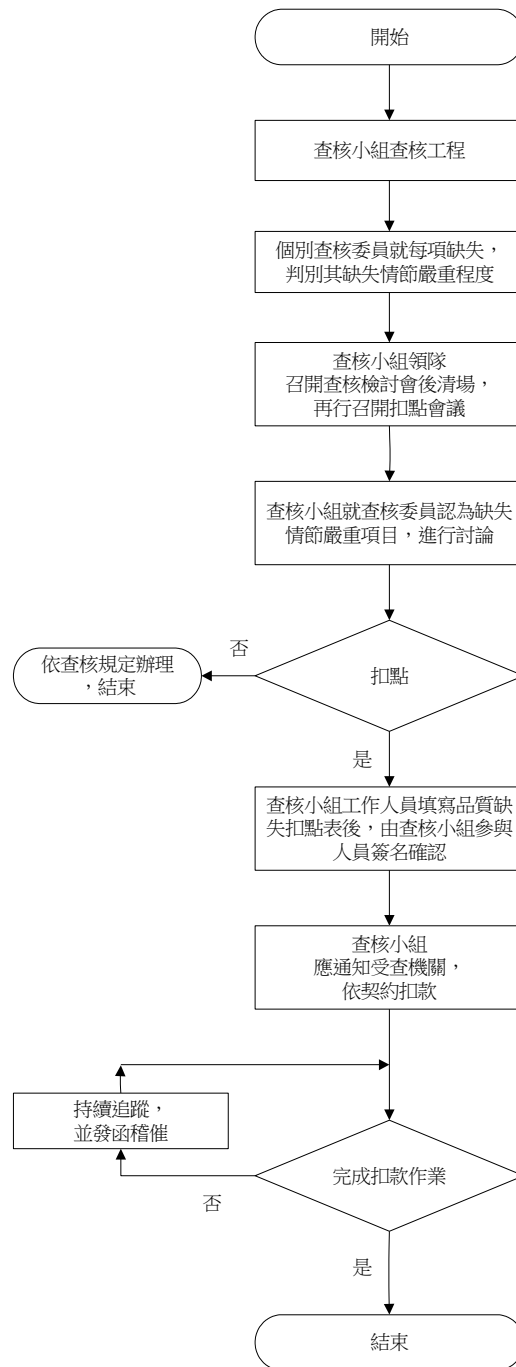 開始
查核小組查核工程
個別查核委員就每項缺失，
判別其缺失情節嚴重程度
查核小組領隊
召開查核檢討會後清場，
再行召開扣點會議
查核小組就查核委員認為缺失
情節嚴重項目，進行討論
扣點
否
依查核規定辦理
，結束
是
查核小組工作人員填寫品質缺
失扣點表後，由查核小組參與
人員簽名確認
查核小組
應通知受查機關，
依契約扣款
持續追蹤，
並發函稽催
完成扣款作業
否
是
結束